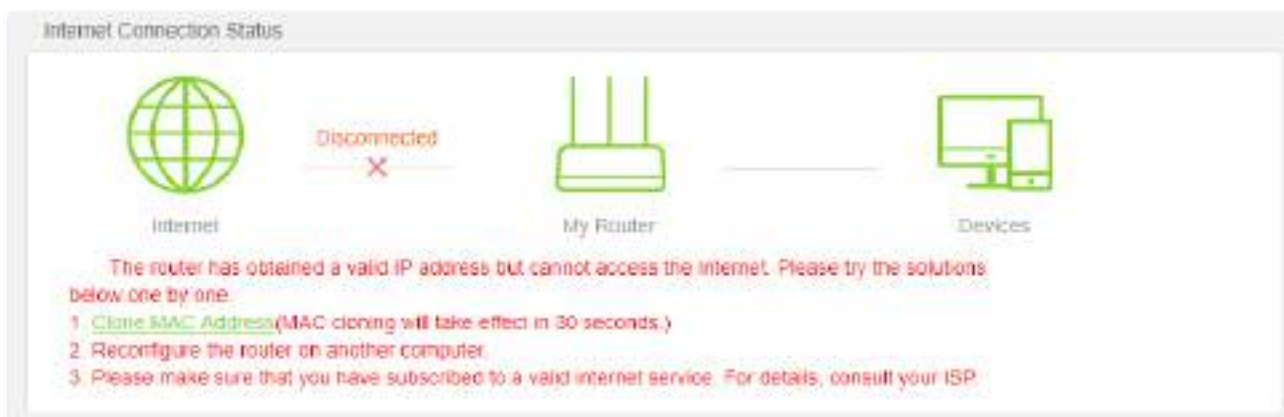 Internet Connection Status
Disconnected
Internet
My Router
Devices
The router has obtained a valid IP address but cannot access the Internet. Please try the solutions
below one by one.
1. Clone MAC Address(MAC cloning will take effect in 30 seconds.)
2. Reconfigure the router on another computer.
3. Please make sure that you have subscribed to a valid internet service. For details, consult your ISP.